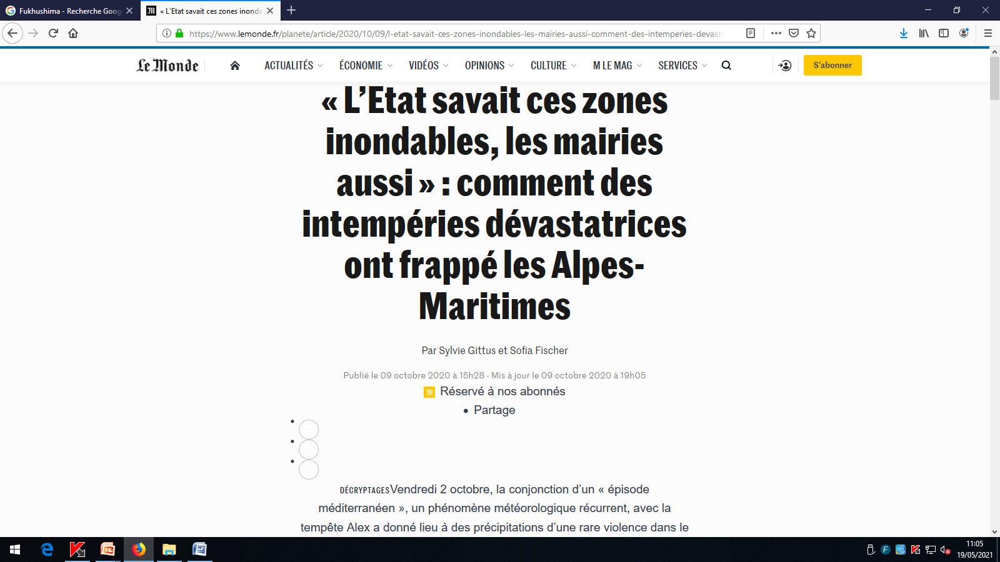 Fukhushima - Recherche Goog
« L'Etat savait ces zones inonda
https://www.lemonde.fr/planete/article/2020/10/09/l-etat-savait-ces-zones-inondables-les-mairies-aussi-comment-des-intemperies-devasta
Le Monde
ACTUALITÉS ÉCONOMIE VIDÉOS OPINIONS CULTURE M LE MAG SERVICES
S'abonner
« L'Etat savait ces zones
inondables, les mairies
aussi » : comment des
intempéries dévastatrices
ont frappé les Alpes-
Maritimes
Par Sylvie Gittus et Sofia Fischer
Publié le 09 octobre 2020 à 15h28 - Mis à jour le 09 octobre 2020 à 19h05
Réservé à nos abonnés
• Partage
DÉCRYPTAGESVendredi 2 octobre, la conjonction d'un « épisode
méditerranéen », un phénomène météorologique récurrent, avec la
tempête Alex a donné lieu à des précipitations d'une rare violence dans le
11:05
19/05/2021